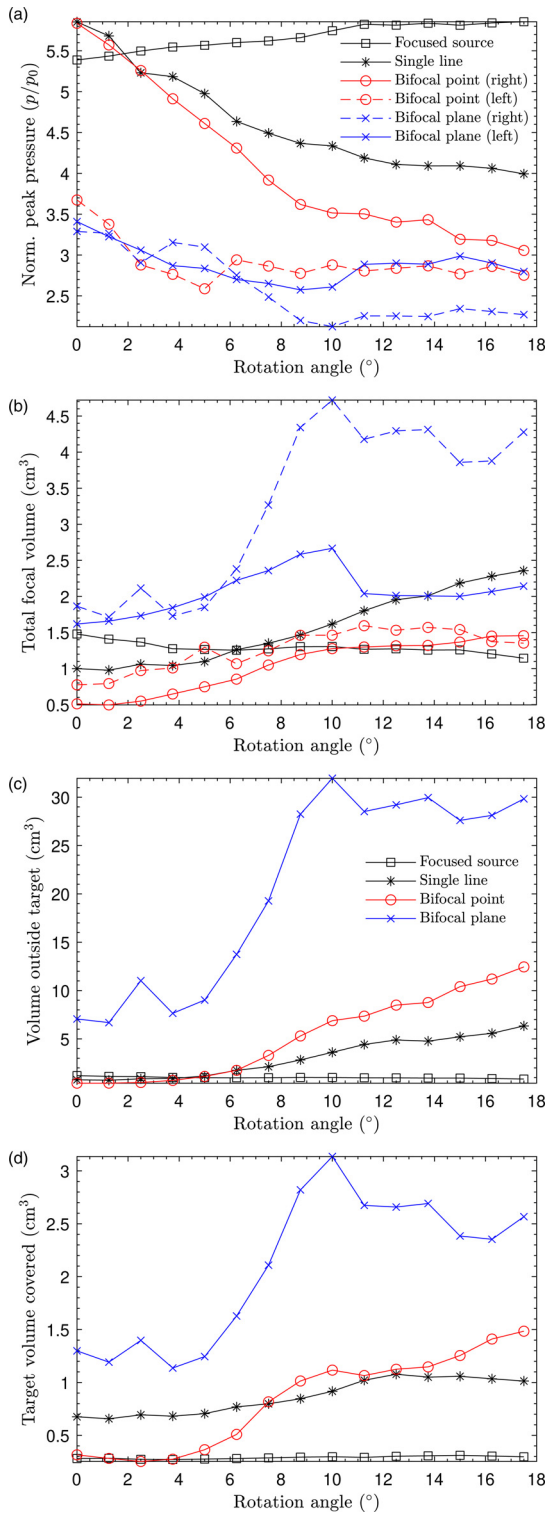 (a)
Norm. peak pressure (p/p0)
5.5
5
4.5
4
3.5
3
2.5
Focused source
Single line
Bifocal point (right)
Bifocal point (left)
Bifocal plane (right)
Bifocal plane (left)
0 2 4 6 8 10 12 14 16 18
Rotation angle (°)
(b)
Total focal volume (cm³)
4.5
4
3.5
3
2.5
2
1.5
1
0.5
0 2 4 6 8 10 12 14 16 18
Rotation angle (°)
(c)
Volume outside target (cm³)
30
25
20
15
10
5
Focused source
Single line
Bifocal point
Bifocal plane
0 2 4 6 8 10 12 14 16 18
Rotation angle (°)
(d)
Target volume covered (cm³)
3
2.5
2
1.5
1
0.5
0 2 4 6 8 10 12 14 16 18
Rotation angle (°)